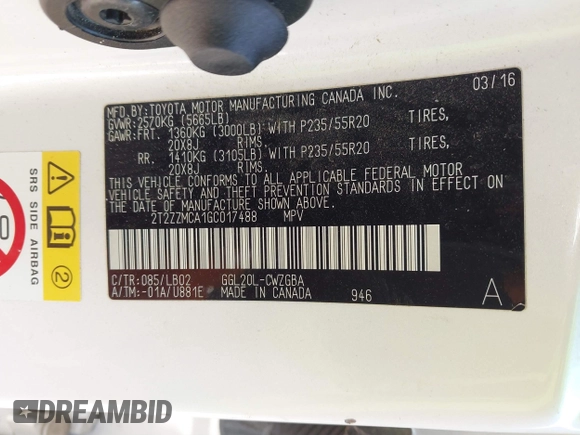 MFD. BY:TOYOTA MOTOR MANUFACTURING CANADA INC. 03/16
GVWR:2570KG (5665LB)
GAWR:FRT. 1360KG (3000LB) WITH P235/55R20 TIRES,
20X8J RIMS.
RR. 1410KG (3105LB) WITH P235/55R20 TIRES,
20X8J RIMS.
THIS VEHICLE CONFORMS TO ALL APPLICABLE FEDERAL MOTOR
VEHICLE SAFETY AND THEFT PREVENTION STANDARDS IN EFFECT ON
THE DATE OF MANUFACTURE SHOWN ABOVE.
2T2ZZMCA1GC017488 MPV
C/TR:085/LB02 GGL20L-CWZGBA
A/TM:-01A/U881E MADE IN CANADA 946 A
SRS SIDE AIRBAG
2
DREAMBID